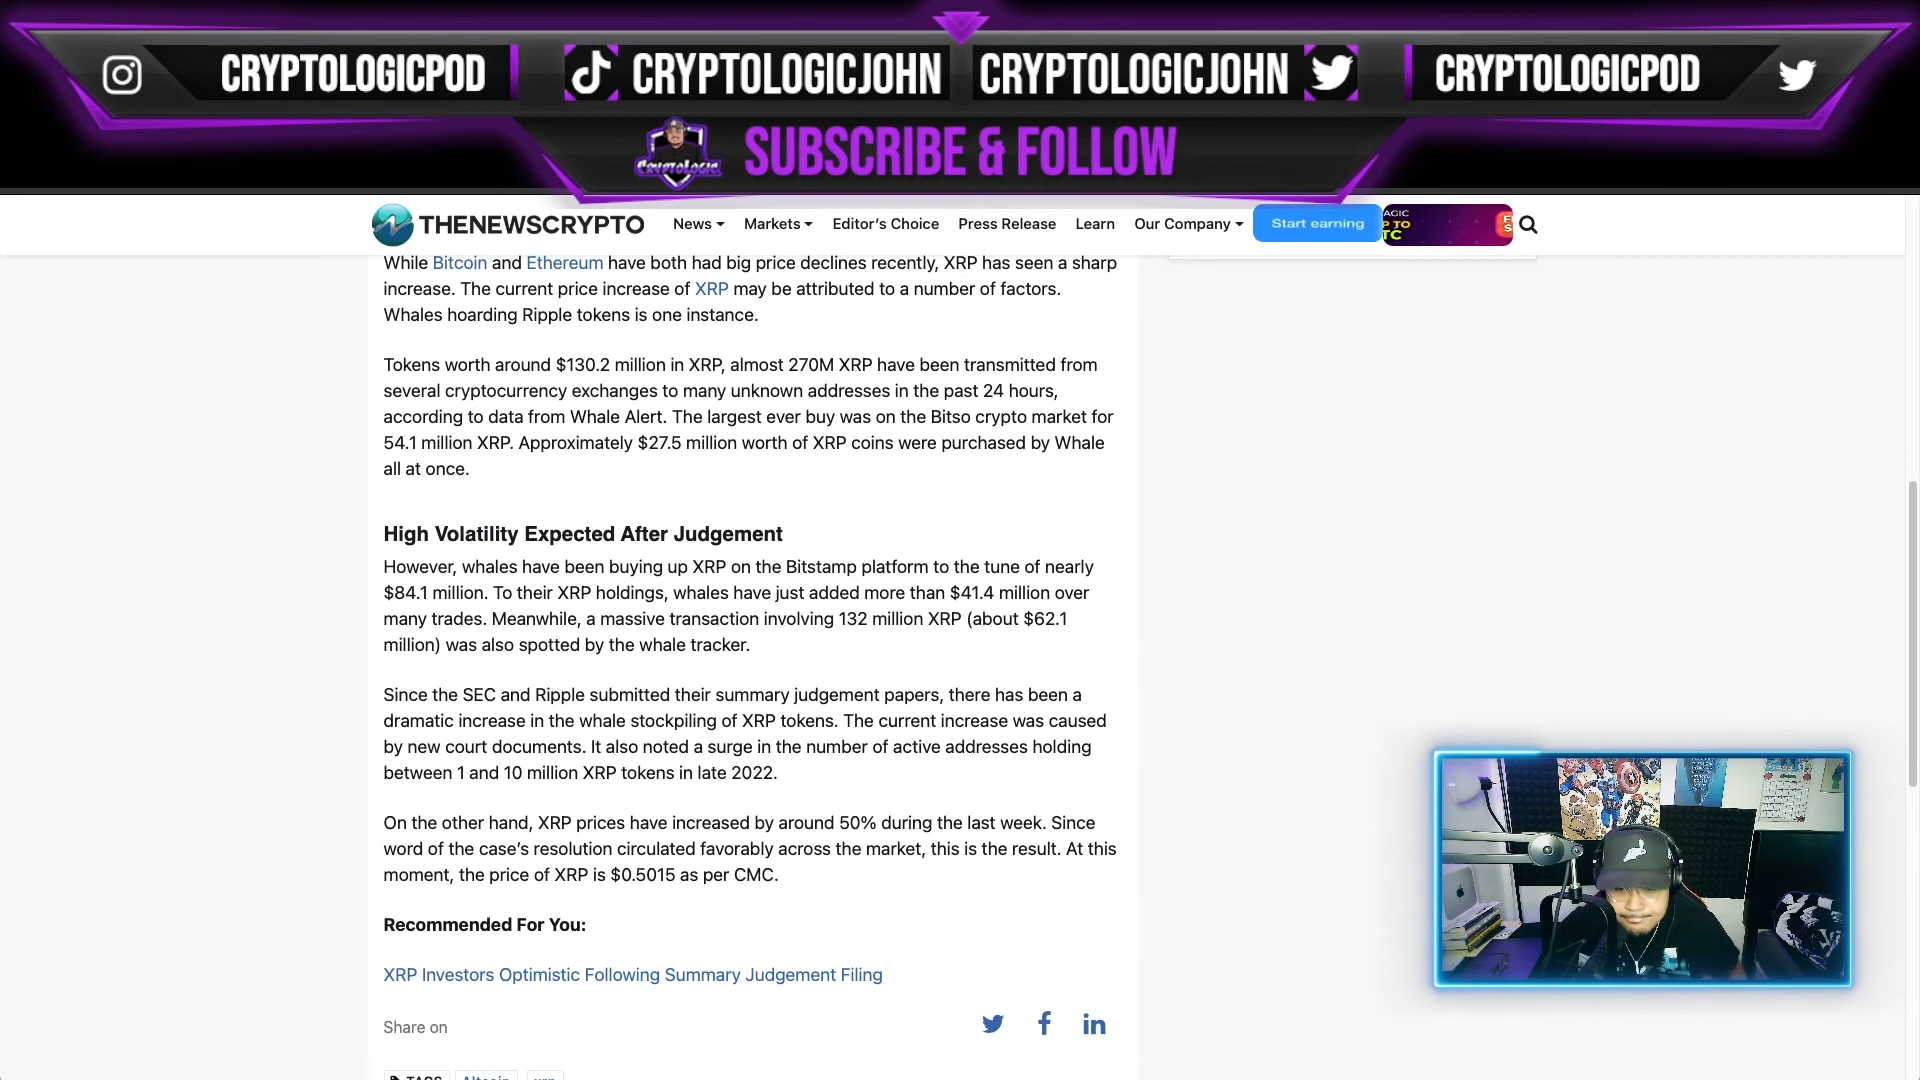 CRYPTOLOGICPOD CRYPTOLOGICJOHN CRYPTOLOGICJOHN CRYPTOLOGICPOD
CRYPTOLOGIC SUBSCRIBE & FOLLOW
THENEWSCRYPTO News Markets Editor's Choice Press Release Learn Our Company Start earning
While Bitcoin and Ethereum have both had big price declines recently, XRP has seen a sharp
increase. The current price increase of XRP may be attributed to a number of factors.
Whales hoarding Ripple tokens is one instance.
Tokens worth around $130.2 million in XRP, almost 270M XRP have been transmitted from
several cryptocurrency exchanges to many unknown addresses in the past 24 hours,
according to data from Whale Alert. The largest ever buy was on the Bitso crypto market for
54.1 million XRP. Approximately $27.5 million worth of XRP coins were purchased by Whale
all at once.
High Volatility Expected After Judgement
However, whales have been buying up XRP on the Bitstamp platform to the tune of nearly
$84.1 million. To their XRP holdings, whales have just added more than $41.4 million over
many trades. Meanwhile, a massive transaction involving 132 million XRP (about $62.1
million) was also spotted by the whale tracker.
Since the SEC and Ripple submitted their summary judgement papers, there has been a
dramatic increase in the whale stockpiling of XRP tokens. The current increase was caused
by new court documents. It also noted a surge in the number of active addresses holding
between 1 and 10 million XRP tokens in late 2022.
On the other hand, XRP prices have increased by around 50% during the last week. Since
word of the case's resolution circulated favorably across the market, this is the result. At this
moment, the price of XRP is $0.5015 as per CMC.
Recommended For You:
XRP Investors Optimistic Following Summary Judgement Filing
Share on
TAGS Altcoin xrp